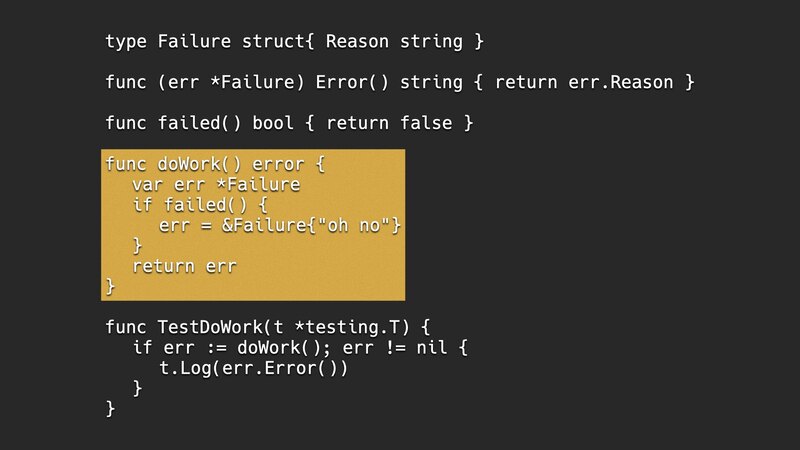 type Failure struct{ Reason string }
func (err *Failure) Error() string { return err.Reason }
func failed() bool { return false }
func doWork() error {
var err *Failure
if failed() {
err = &Failure{"oh no"}
}
return err
}
func TestDoWork(t *testing.T) {
if err := doWork(); err != nil {
t.Log(err.Error())
}
}